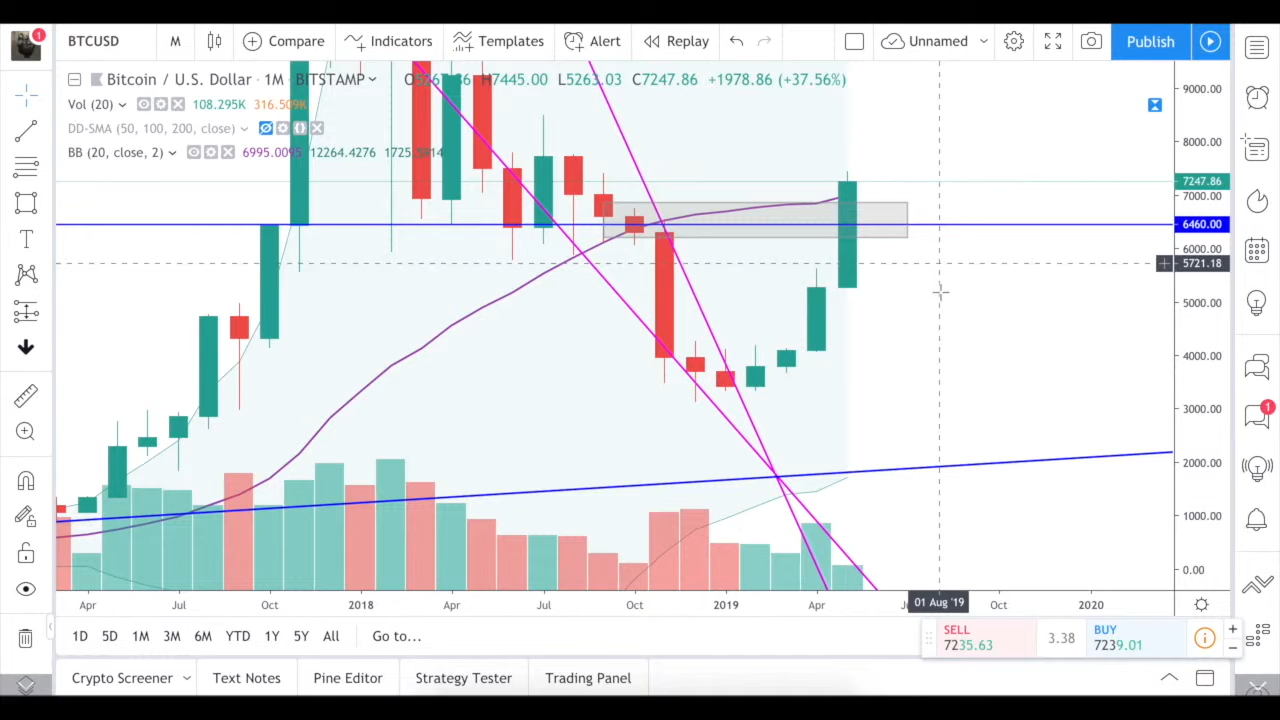 1
BTCUSD M Compare Indicators Templates Alert Replay Unnamed Publish
Bitcoin / U.S. Dollar · 1M · BITSTAMP H7445.00 L5263.03 C7247.86 +1978.86 (+37.56%)
Vol (20) 108.295K 316.509K
DD-SMA (50, 100, 200, close)
BB (20, close, 2) 6995.0095 12264.4276
9000.00
8000.00
7247.86
7000.00
6460.00
6000.00
5721.18
5000.00
4000.00
3000.00
2000.00
1000.00
0.00
1
Apr Jul Oct 2018 Apr Jul Oct 2019 Apr 01 Aug '19 Oct 2020
1D 5D 1M 3M 6M YTD 1Y 5Y All Go to...
SELL 7235.63 3.38 BUY 7239.01
Crypto Screener Text Notes Pine Editor Strategy Tester Trading Panel